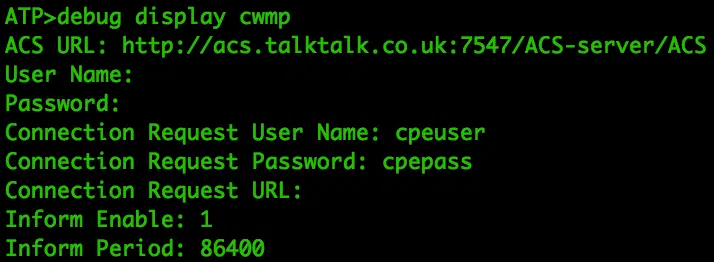 ATP>debug display cwmp
ACS URL: http://acs.talktalk.co.uk:7547/ACS-server/ACS
User Name:
Password:
Connection Request User Name: cpeuser
Connection Request Password: cpepass
Connection Request URL:
Inform Enable: 1
Inform Period: 86400